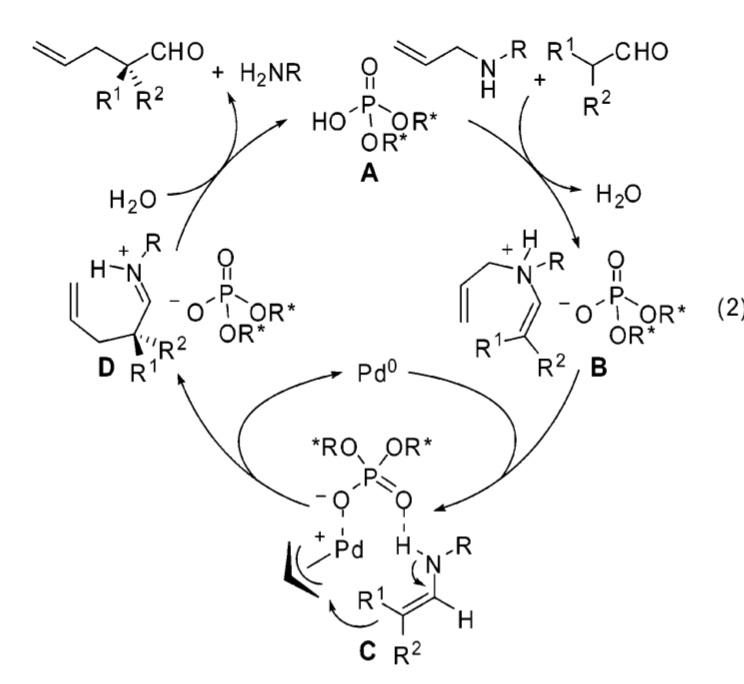 CHO
R¹ R²
+ H₂NR
O
HO P OR*
OR*
A
N R
H
+
R¹ CHO
R²
H₂O
H₂O
+ R
H N
O
⁻O P OR*
OR*
R²
D R¹
H
+ N R
O
⁻O P OR*
OR*
R¹
R² B
(2)
Pd⁰
*RO OR*
P
⁻O O
+ Pd H N R
R¹
H
C R²